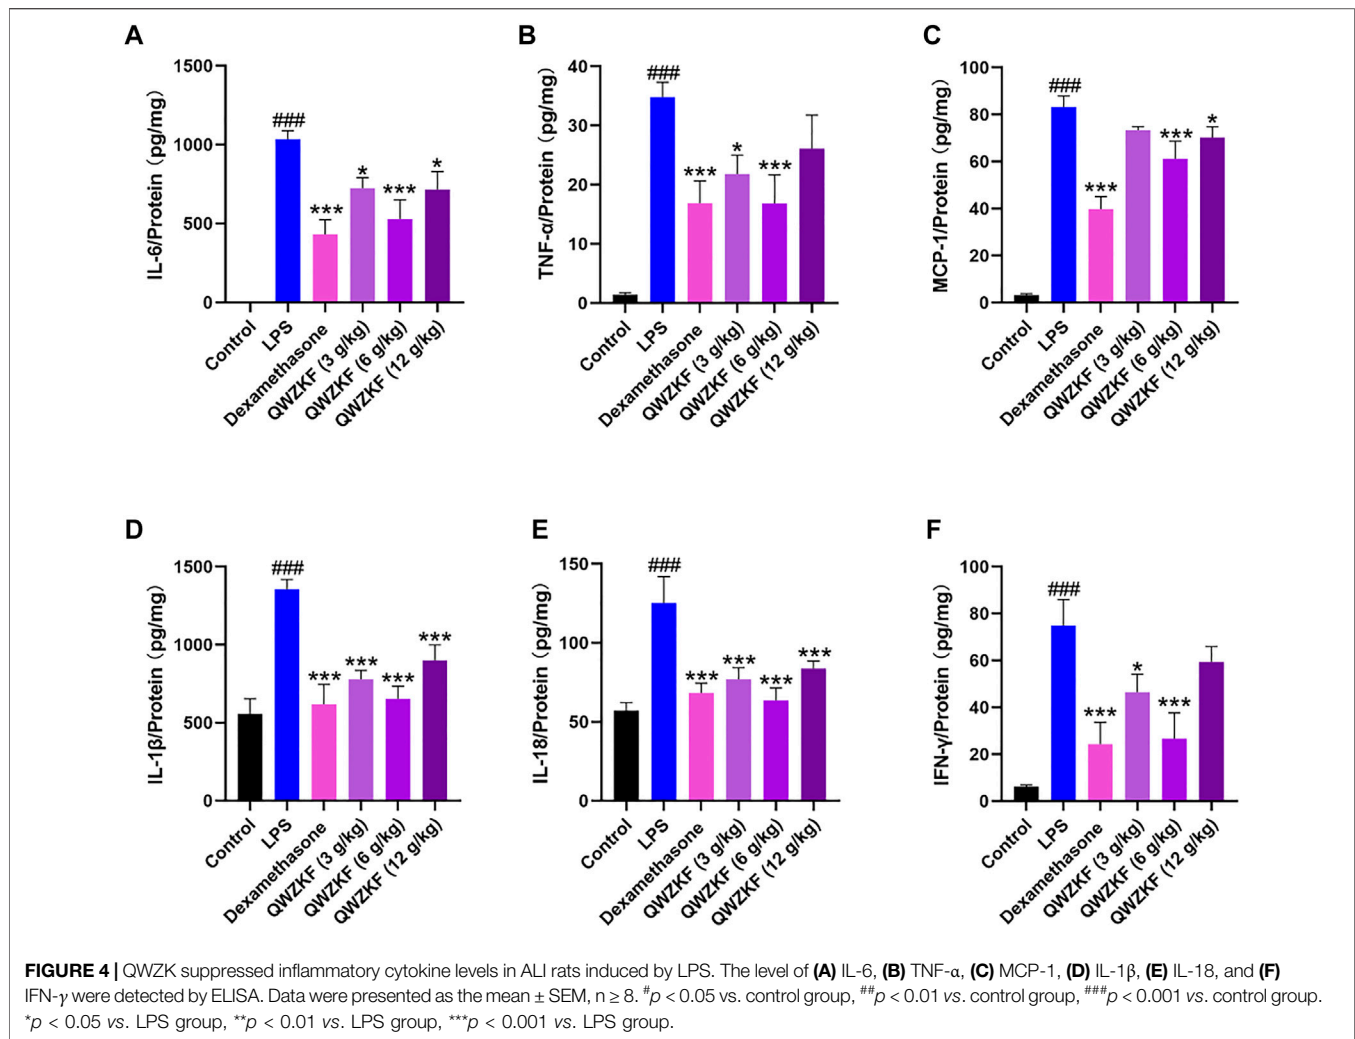 A
IL-6/Protein (pg/mg)
1500
1000
500
0
###
***
*
***
*
Control
LPS
Dexamethasone
QWZKF (3 g/kg)
QWZKF (6 g/kg)
QWZKF (12 g/kg)
B
TNF-α/Protein (pg/mg)
40
30
20
10
0
###
***
*
***
Control
LPS
Dexamethasone
QWZKF (3 g/kg)
QWZKF (6 g/kg)
QWZKF (12 g/kg)
C
MCP-1/Protein (pg/mg)
100
80
60
40
20
0
###
***
***
*
Control
LPS
Dexamethasone
QWZKF (3 g/kg)
QWZKF (6 g/kg)
QWZKF (12 g/kg)
D
IL-1β/Protein (pg/mg)
1500
1000
500
0
###
***
***
***
***
Control
LPS
Dexamethasone
QWZKF (3 g/kg)
QWZKF (6 g/kg)
QWZKF (12 g/kg)
E
IL-18/Protein (pg/mg)
150
100
50
0
###
***
***
***
***
Control
LPS
Dexamethasone
QWZKF (3 g/kg)
QWZKF (6 g/kg)
QWZKF (12 g/kg)
F
IFN-γ/Protein (pg/mg)
100
80
60
40
20
0
###
***
*
***
Control
LPS
Dexamethasone
QWZKF (3 g/kg)
QWZKF (6 g/kg)
QWZKF (12 g/kg)
FIGURE 4 | QWZK suppressed inflammatory cytokine levels in ALI rats induced by LPS. The level of (A) IL-6, (B) TNF-α, (C) MCP-1, (D) IL-1β, (E) IL-18, and (F)
IFN-γ were detected by ELISA. Data were presented as the mean ± SEM, n ≥ 8. #p < 0.05 vs. control group, ##p < 0.01 vs. control group, ###p < 0.001 vs. control group.
*p < 0.05 vs. LPS group, **p < 0.01 vs. LPS group, ***p < 0.001 vs. LPS group.